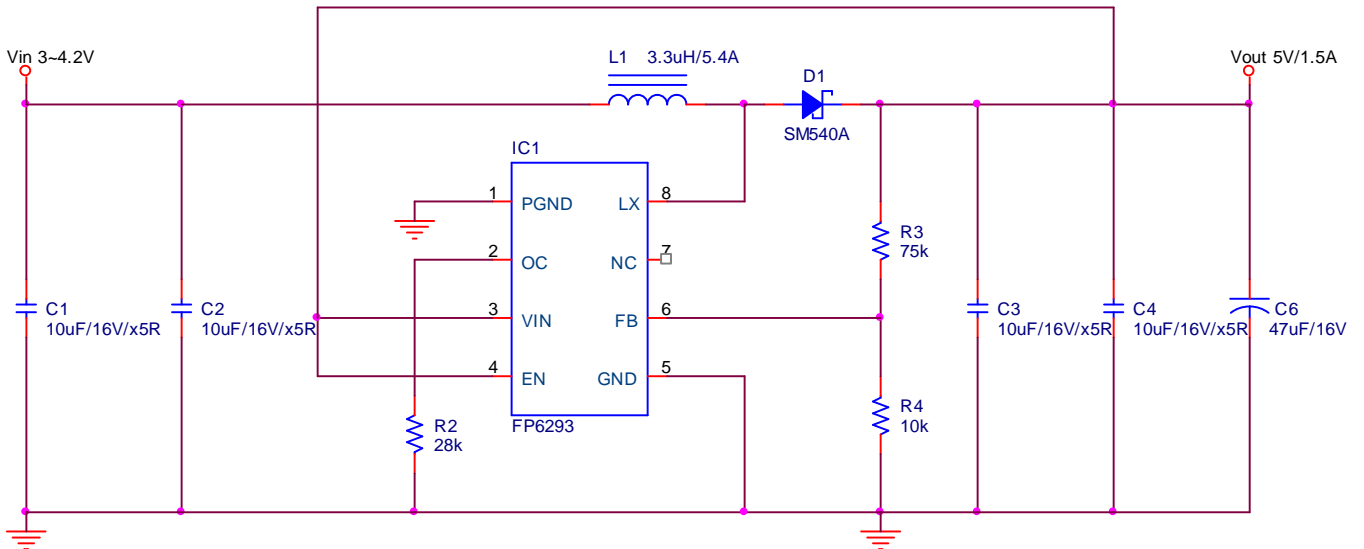 Vin 3~4.2V
L1 3.3uH/5.4A
D1
SM540A
Vout 5V/1.5A
IC1
1 PGND LX 8
2 OC NC 7
3 VIN FB 6
4 EN GND 5
FP6293
R3
75k
C1
10uF/16V/x5R
C2
10uF/16V/x5R
C3
10uF/16V/x5R
C4
10uF/16V/x5R
C6
47uF/16V
R2
28k
R4
10k